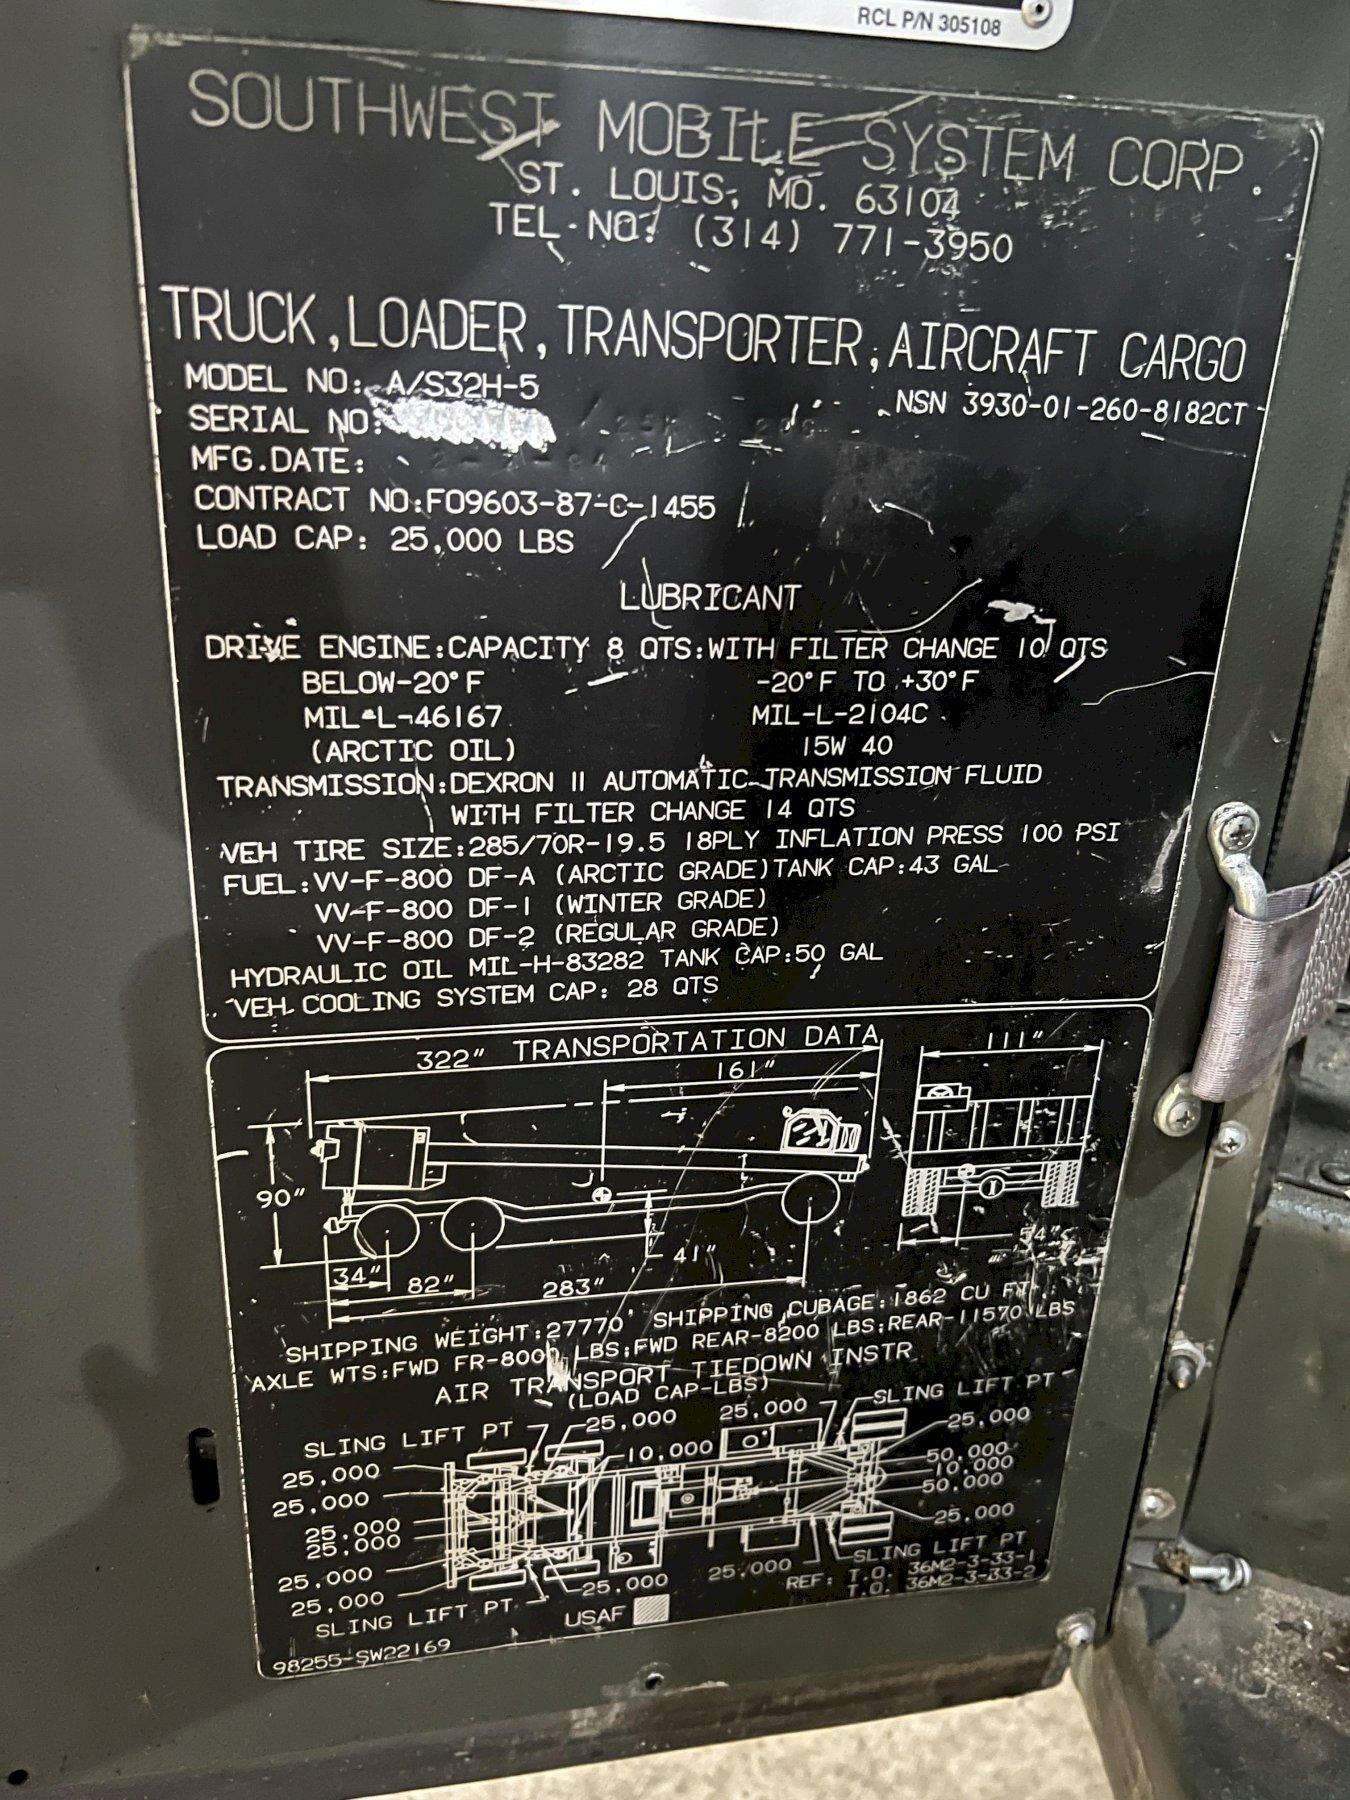 RCL P/N 305108
SOUTHWEST MOBILE SYSTEM CORP.
ST. LOUIS, MO. 63104
TEL. NO. (314) 771-3950
TRUCK, LOADER, TRANSPORTER, AIRCRAFT CARGO
MODEL NO: A/S32H-5
NSN 3930-01-260-8182CT
SERIAL NO:
MFG.DATE:
CONTRACT NO:F09603-87-C-1455
LOAD CAP: 25,000 LBS
LUBRICANT
DRIVE ENGINE:CAPACITY 8 QTS:WITH FILTER CHANGE 10 QTS
BELOW-20°F -20°F TO +30°F
MIL-L-46167 MIL-L-2104C
(ARCTIC OIL) 15W 40
TRANSMISSION:DEXRON II AUTOMATIC TRANSMISSION FLUID
WITH FILTER CHANGE 14 QTS
VEH TIRE SIZE:285/70R-19.5 18PLY INFLATION PRESS 100 PSI
FUEL:VV-F-800 DF-A (ARCTIC GRADE)TANK CAP:43 GAL
VV-F-800 DF-1 (WINTER GRADE)
VV-F-800 DF-2 (REGULAR GRADE)
HYDRAULIC OIL MIL-H-83282 TANK CAP:50 GAL
VEH. COOLING SYSTEM CAP: 28 QTS
TRANSPORTATION DATA
322" 111"
161"
90"
41" 54"
34" 82" 283"
SHIPPING WEIGHT:27770 SHIPPING CUBAGE:1862 CU FT.
AXLE WTS:FWD FR-8000 LBS;FWD REAR-8200 LBS;REAR-11570 LBS
AIR TRANSPORT TIEDOWN INSTR
(LOAD CAP-LBS)
SLING LIFT PT 25,000 25,000 SLING LIFT PT
25,000 10,000 25,000
25,000 50,000
25,000 10,000
25,000 50,000
25,000 25,000
25,000 25,000 25,000 SLING LIFT PT
SLING LIFT PT. USAF REF: T.O. 36M2-3-33-1
T.O. 36M2-3-33-2
98255-SW22169